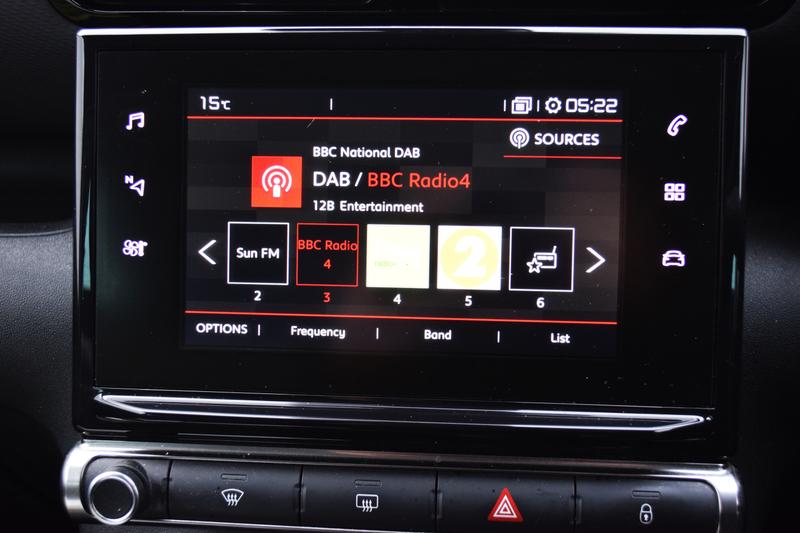 15°C 05:22
SOURCES
BBC National DAB
DAB / BBC Radio4
12B Entertainment
N
Sun FM
BBC Radio
4
2
2 3 4 5 6
OPTIONS | Frequency | Band | List